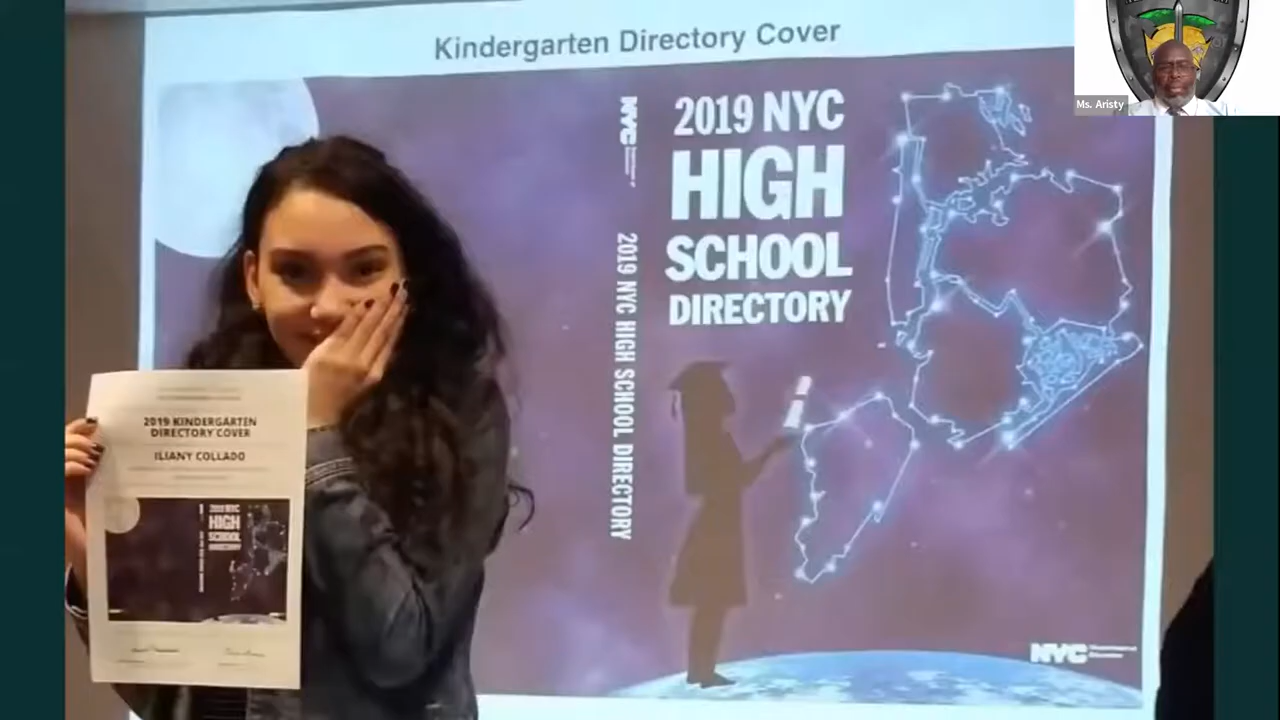 Kindergarten Directory Cover
Ms. Aristy
NYC
2019 NYC
HIGH
SCHOOL
DIRECTORY
2019 NYC HIGH SCHOOL DIRECTORY
2019 KINDERGARTEN
DIRECTORY COVER
ILIANY COLLADO
2019 NYC
HIGH
SCHOOL
DIRECTORY
NYC